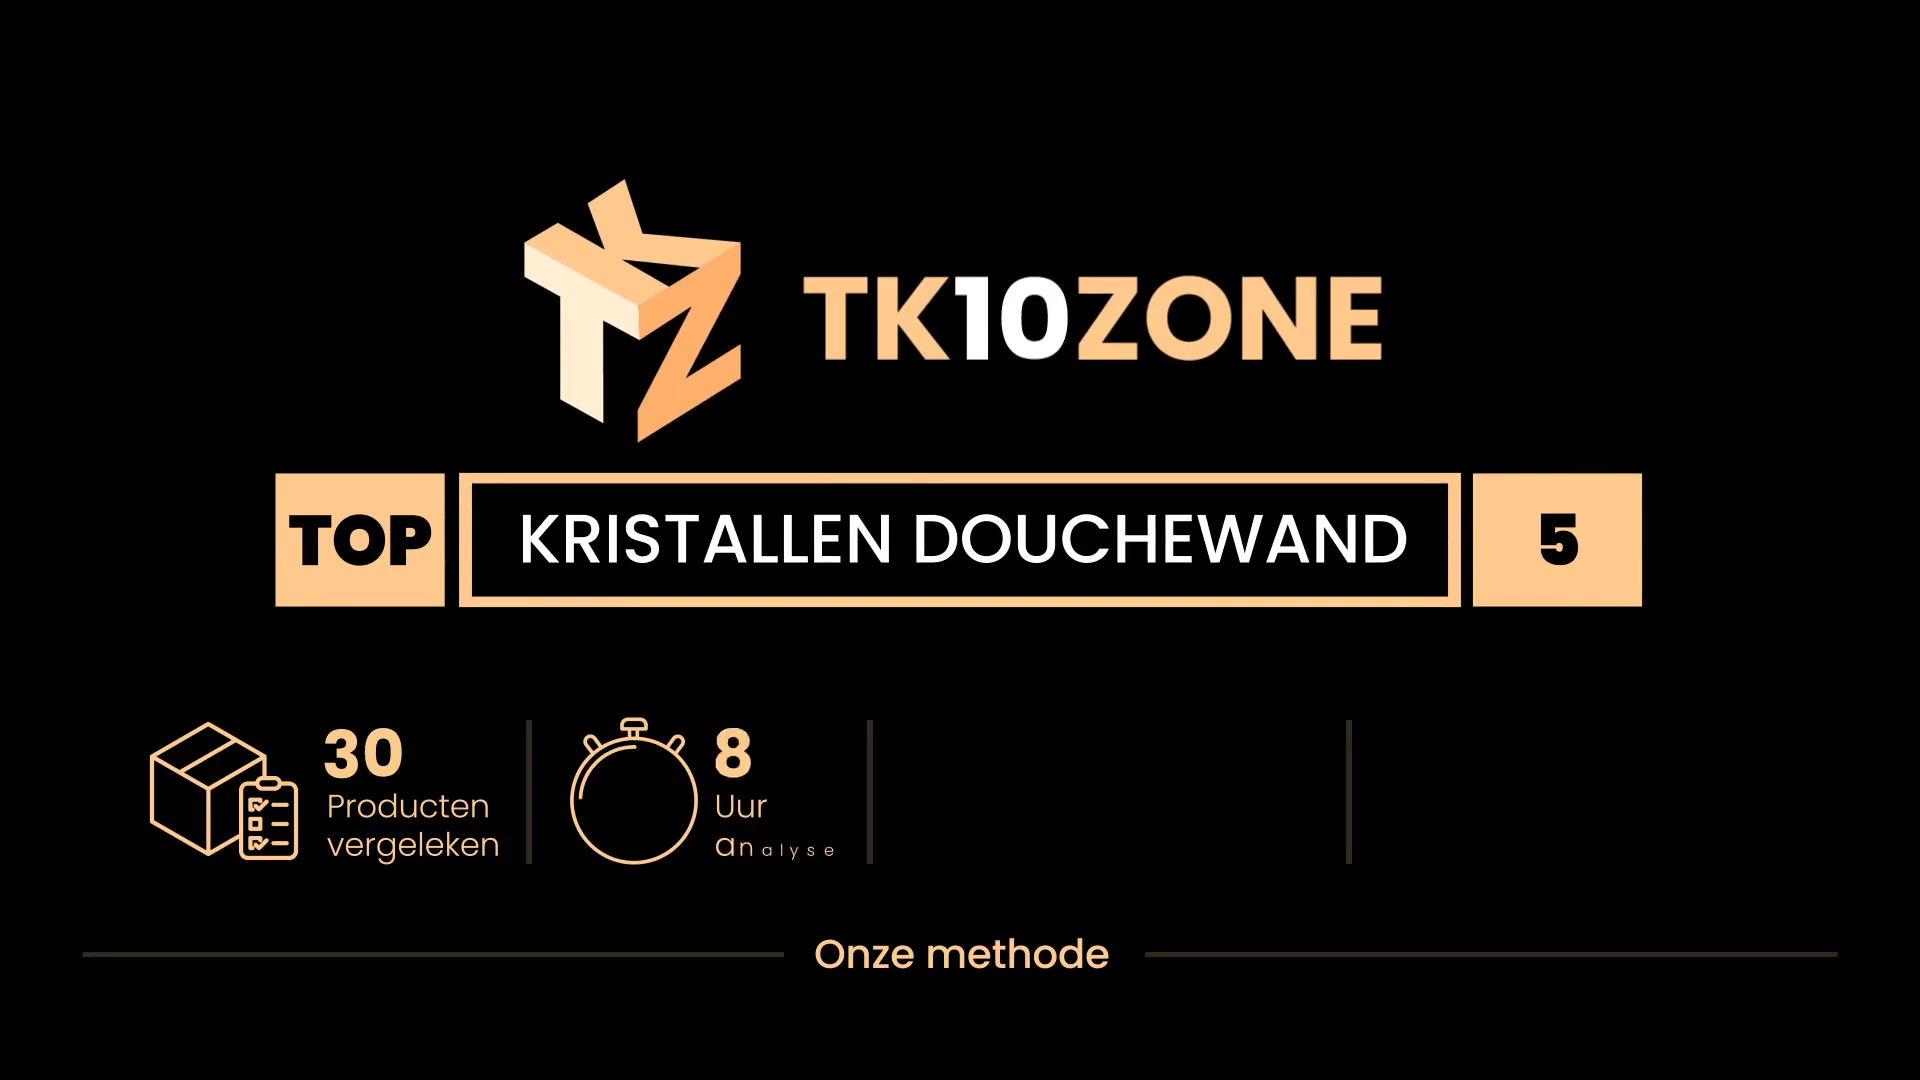 TK10ZONE
TOP KRISTALLEN DOUCHEWAND 5
30
Producten
vergeleken
8
Uur
analyse
Onze methode